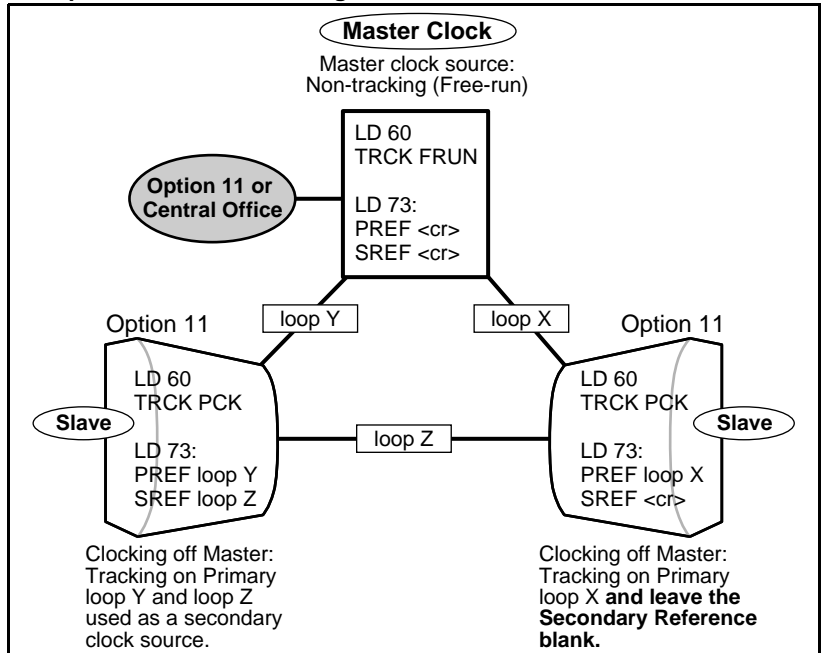 Master Clock
Master clock source:
Non-tracking (Free-run)
LD 60
TRCK FRUN
LD 73:
PREF <cr>
SREF <cr>
Option 11 or
Central Office
loop Y
loop X
Option 11
Option 11
LD 60
TRCK PCK
LD 73:
PREF loop Y
SREF loop Z
Slave
loop Z
LD 60
TRCK PCK
LD 73:
PREF loop X
SREF <cr>
Slave
Clocking off Master:
Tracking on Primary
loop Y and loop Z
used as a secondary
clock source.
Clocking off Master:
Tracking on Primary
loop X and leave the
Secondary Reference
blank.